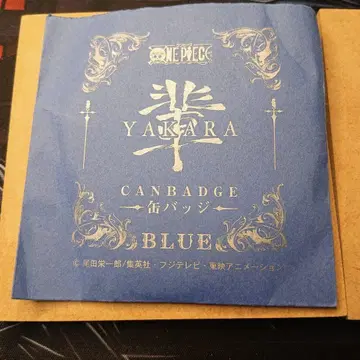 ONE PIECE
輩
YAKARA
CANBADGE
缶バッジ
BLUE
© 尾田栄一郎/集英社・フジテレビ・東映アニメーション